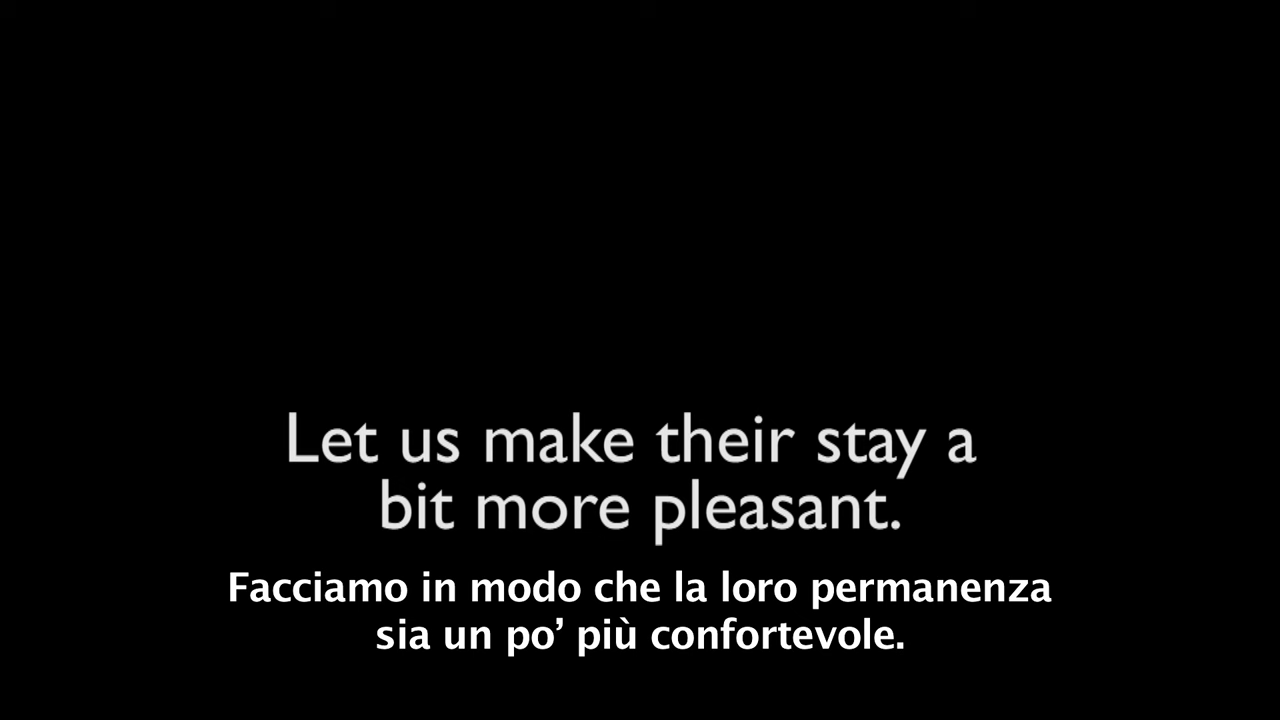 Let us make their stay a
bit more pleasant.
Facciamo in modo che la loro permanenza
sia un po’ più confortevole.